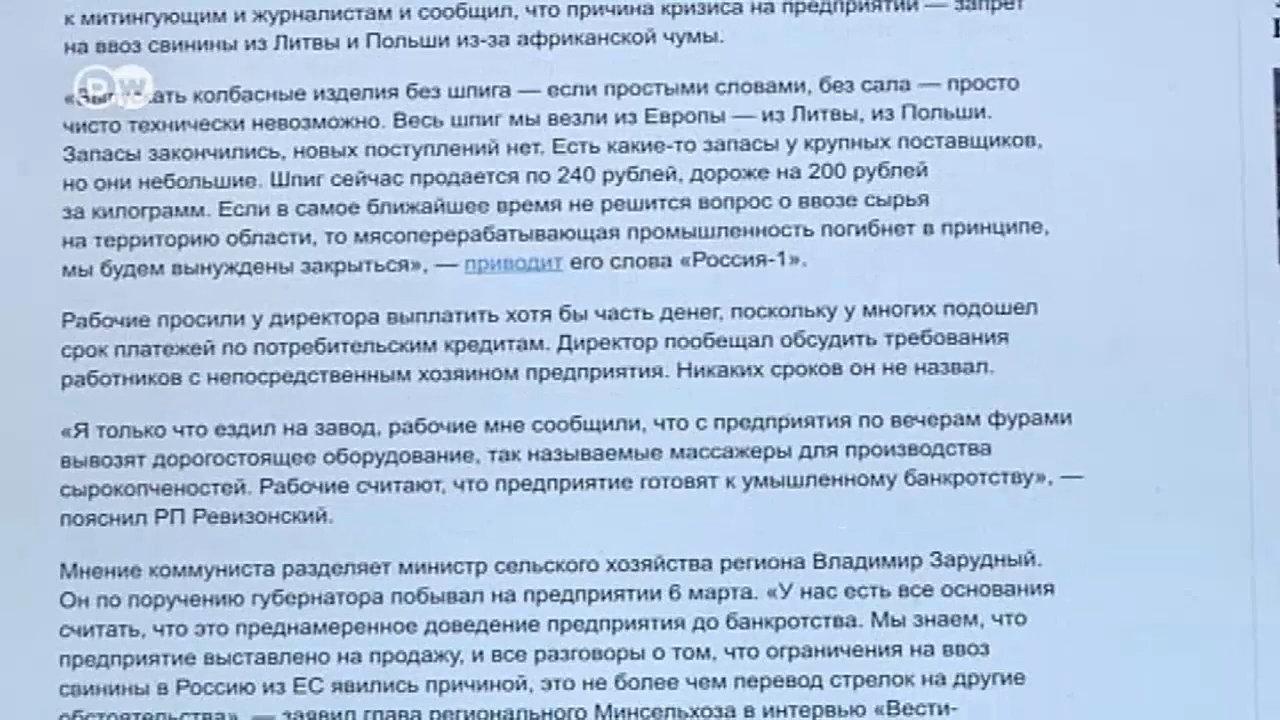 к митингующим и журналистам и сообщил, что причина кризиса на предприятии — запрет
на ввоз свинины из Литвы и Польши из-за африканской чумы.
DW
колбасные изделия без шпига — если простыми словами, без сала — просто
чисто технически невозможно. Весь шпиг мы везли из Европы — из Литвы, из Польши.
Запасы закончились, новых поступлений нет. Есть какие-то запасы у крупных поставщиков,
но они небольшие. Шпиг сейчас продается по 240 рублей, дороже на 200 рублей
за килограмм. Если в самое ближайшее время не решится вопрос о ввозе сырья
на территорию области, то мясоперерабатывающая промышленность погибнет в принципе,
мы будем вынуждены закрыться», — приводит его слова «Россия-1».
Рабочие просили у директора выплатить хотя бы часть денег, поскольку у многих подошел
срок платежей по потребительским кредитам. Директор пообещал обсудить требования
работников с непосредственным хозяином предприятия. Никаких сроков он не назвал.
«Я только что ездил на завод, рабочие мне сообщили, что с предприятия по вечерам фурами
вывозят дорогостоящее оборудование, так называемые массажеры для производства
сырокопченостей. Рабочие считают, что предприятие готовят к умышленному банкротству», —
пояснил РП Ревизонский.
Мнение коммуниста разделяет министр сельского хозяйства региона Владимир Зарудный.
Он по поручению губернатора побывал на предприятии 6 марта. «У нас есть все основания
считать, что это преднамеренное доведение предприятия до банкротства. Мы знаем, что
предприятие выставлено на продажу, и все разговоры о том, что ограничения на ввоз
свинины в Россию из ЕС явились причиной, это не более чем перевод стрелок на другие
обстоятельства», — заявил глава регионального Минсельхоза в интервью «Вести-